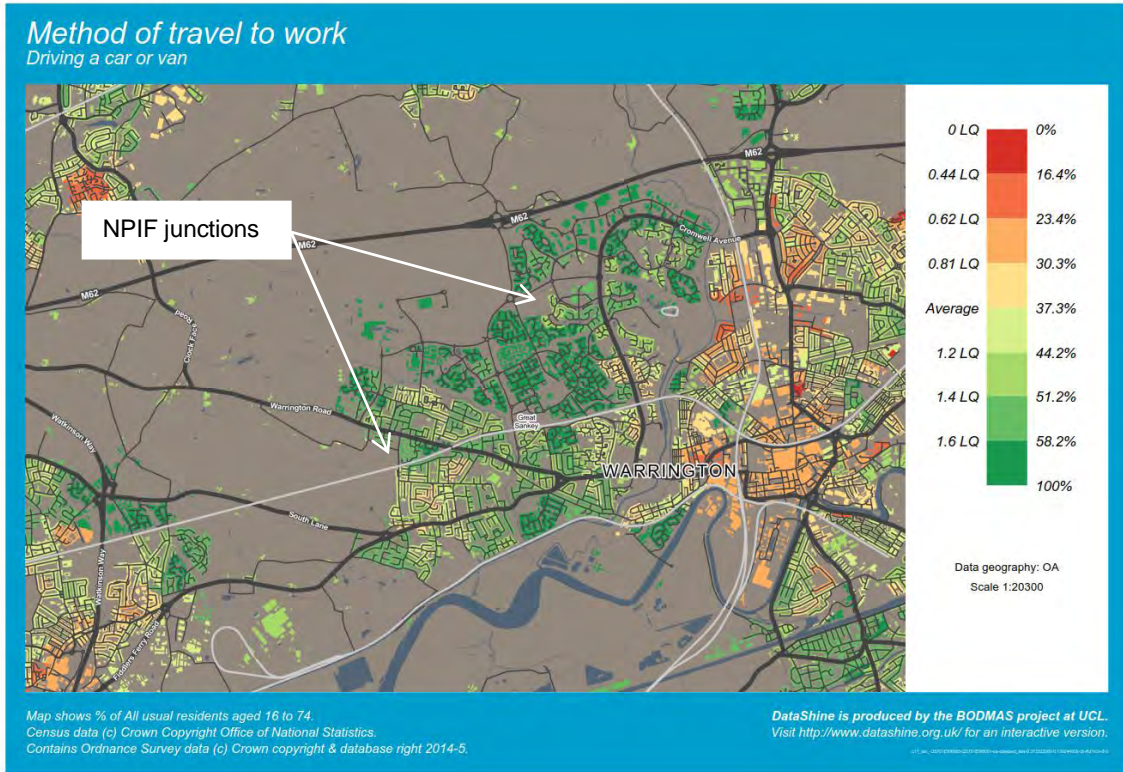 Method of travel to work
Driving a car or van
NPIF junctions
M62
M62
M62
M62
Cromwell Avenue
Clock Face Road
Warrington Road
Watkinson Way
Great
Sankey
WARRINGTON
South Lane
Watkinson Way
Fiddlers Ferry Road
0 LQ 0%
0.44 LQ 16.4%
0.62 LQ 23.4%
0.81 LQ 30.3%
Average 37.3%
1.2 LQ 44.2%
1.4 LQ 51.2%
1.6 LQ 58.2%
100%
Data geography: OA
Scale 1:20300
Map shows % of All usual residents aged 16 to 74.
Census data (c) Crown Copyright Office of National Statistics.
Contains Ordnance Survey data (c) Crown copyright & database right 2014-5.
DataShine is produced by the BODMAS project at UCL.
Visit http://www.datashine.org.uk/ for an interactive version.